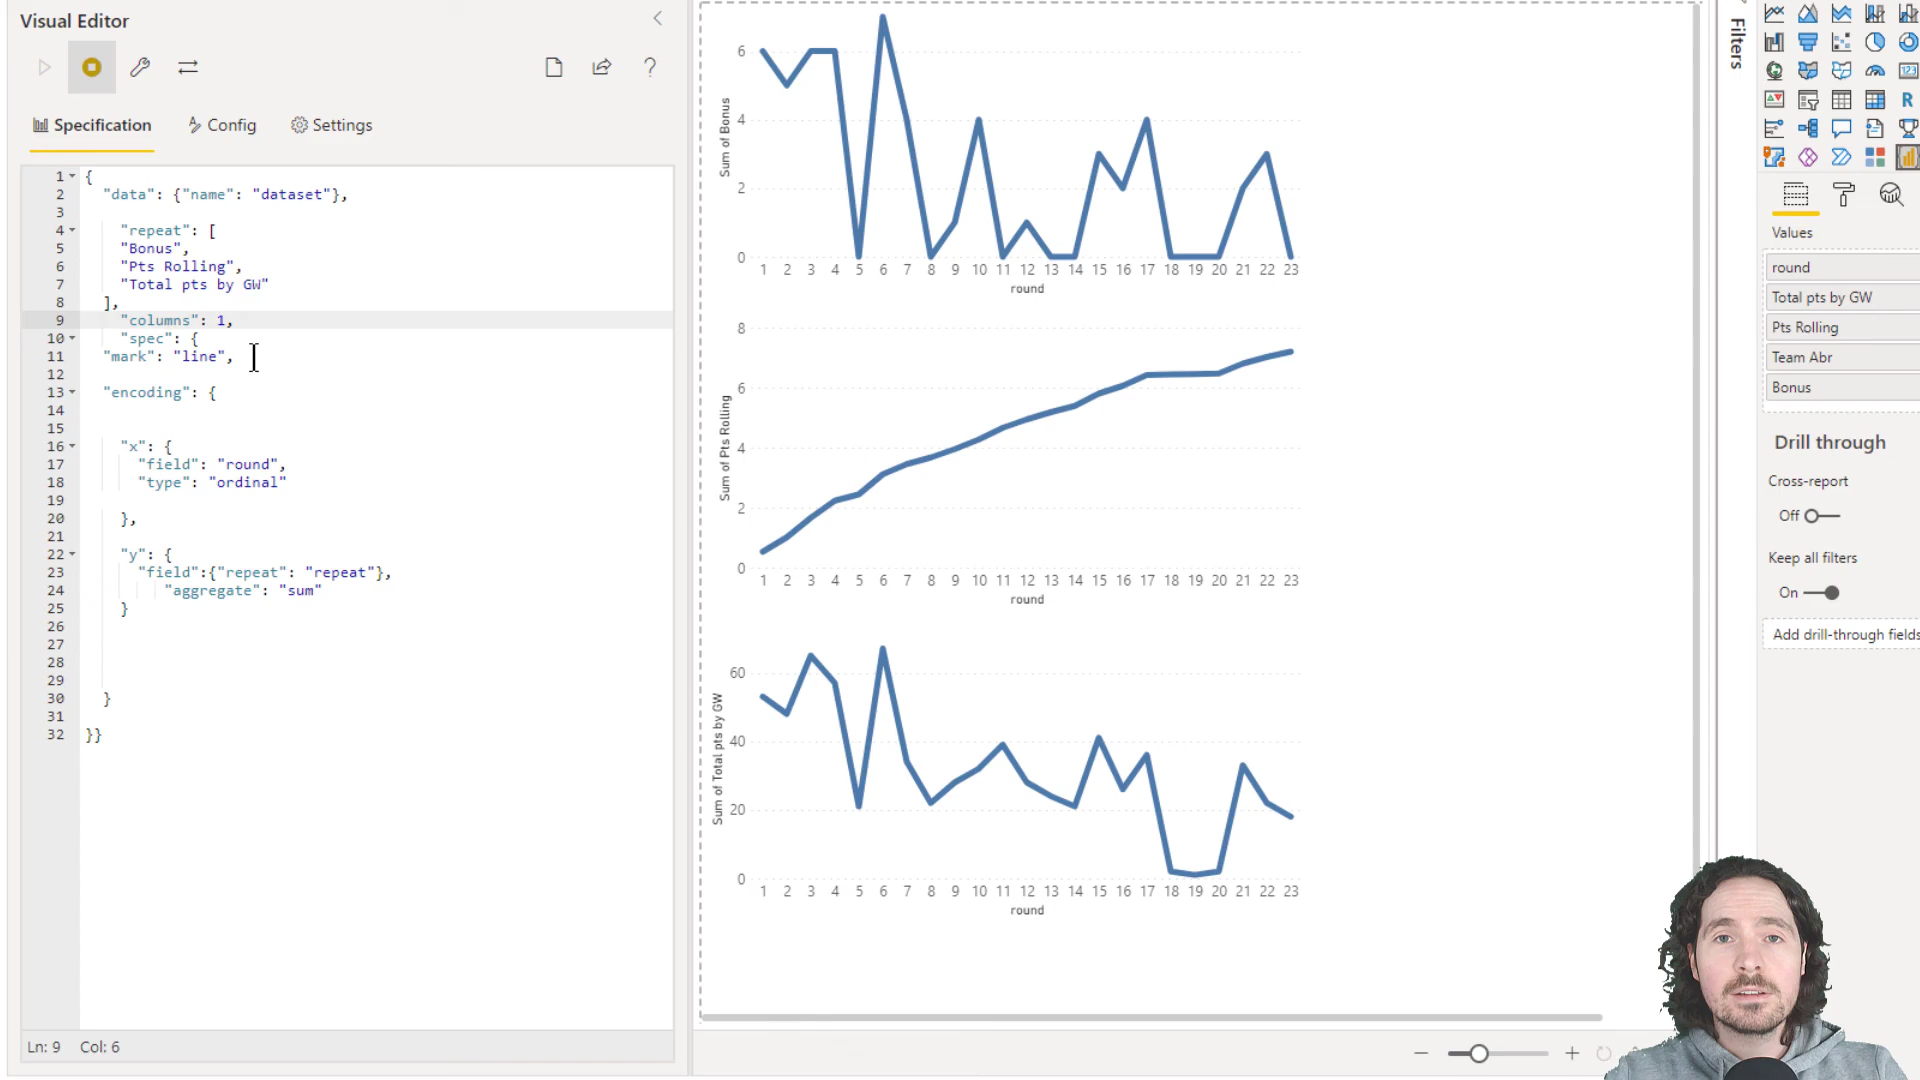 Visual Editor
Specification
Config
Settings
1 {
2 "data": {"name": "dataset"},
3
4 "repeat": [
5 "Bonus",
6 "Pts Rolling",
7 "Total pts by GW"
8 ],
9 "columns": 1,
10 "spec": {
11 "mark": "line",
12
13 "encoding": {
14
15
16 "x": {
17 "field": "round",
18 "type": "ordinal"
19
20 },
21
22 "y": {
23 "field":{"repeat": "repeat"},
24 "aggregate": "sum"
25 }
26
27
28
29
30 }
31
32 }}
Ln: 9 Col: 6
Sum of Bonus
6
4
2
0
1 2 3 4 5 6 7 8 9 10 11 12 13 14 15 16 17 18 19 20 21 22 23
round
Sum of Pts Rolling
8
6
4
2
0
1 2 3 4 5 6 7 8 9 10 11 12 13 14 15 16 17 18 19 20 21 22 23
round
Sum of Total pts by GW
60
40
20
0
1 2 3 4 5 6 7 8 9 10 11 12 13 14 15 16 17 18 19 20 21 22 23
round
Filters
123
R
Values
round
Total pts by GW
Pts Rolling
Team Abr
Bonus
Drill through
Cross-report
Off
Keep all filters
On
Add drill-through fields